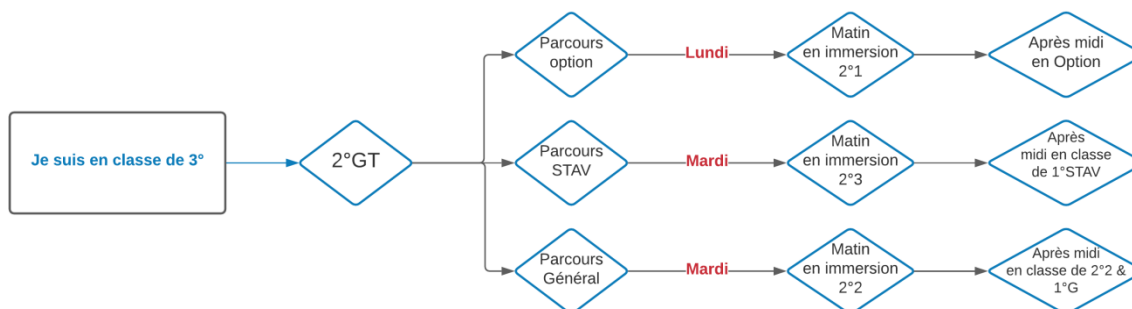 Je suis en classe de 3°
2°GT
Parcours
option
Lundi
Matin
en immersion
2°1
Après midi
en Option
Parcours
STAV
Mardi
Matin
en immersion
2°3
Après
midi en classe
de 1°STAV
Parcours
Général
Mardi
Matin
en immersion
2°2
Après midi
en classe de 2°2 &
1°G